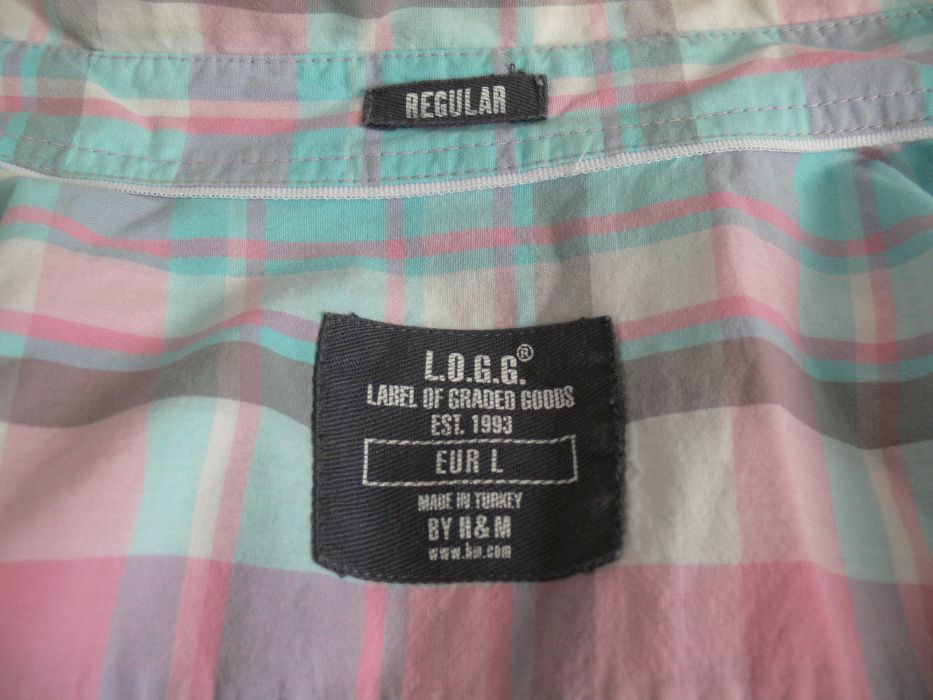 REGULAR
L.O.G.G.®
LABEL OF GRADED GOODS
EST. 1993
EUR L
MADE IN TURKEY
BY H&M
www.hm.com